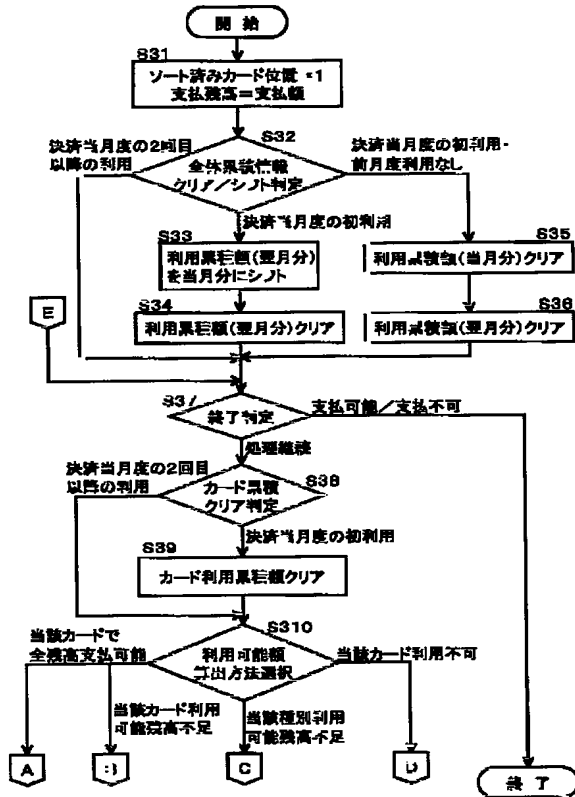 開始
S31
ソート済みカード位置=1
支払残高=支払額
S32
決済当月度の2回目
以降の利用
全体累積情報
クリア/シフト判定
決済当月度の初利用・
前月度利用なし
決済当月度の初利用
S33
利用累積額(翌月分)
を当月分にシフト
S35
利用累積額(当月分)クリア
S34
利用累積額(翌月分)クリア
S36
利用累積額(翌月分)クリア
E
S37
終了判定
支払可能/支払不可
処理継続
決済当月度の2回目
以降の利用
S38
カード累積
クリア判定
決済当月度の初利用
S39
カード利用累積額クリア
S310
当該カードで
全残高支払可能
利用可能額
算出方法選択
当該カード利用不可
当該カード利用
可能残高不足
当該種別利用
可能残高不足
A
B
C
D
終了